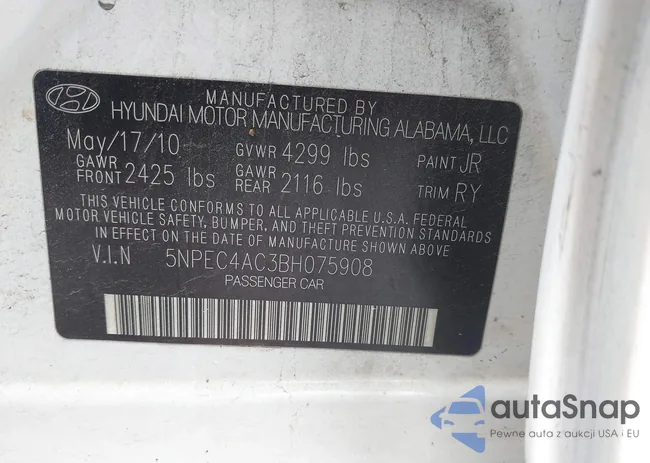 MANUFACTURED BY
HYUNDAI MOTOR MANUFACTURING ALABAMA, LLC
May/17/10 GVWR 4299 lbs PAINT JR
GAWR FRONT 2425 lbs GAWR REAR 2116 lbs TRIM RY
THIS VEHICLE CONFORMS TO ALL APPLICABLE U.S.A. FEDERAL
MOTOR VEHICLE SAFETY, BUMPER, AND THEFT PREVENTION STANDARDS
IN EFFECT ON THE DATE OF MANUFACTURE SHOWN ABOVE
V.I.N 5NPEC4AC3BH075908
PASSENGER CAR
autoSnap
Pewne auta z aukcji USA i EU